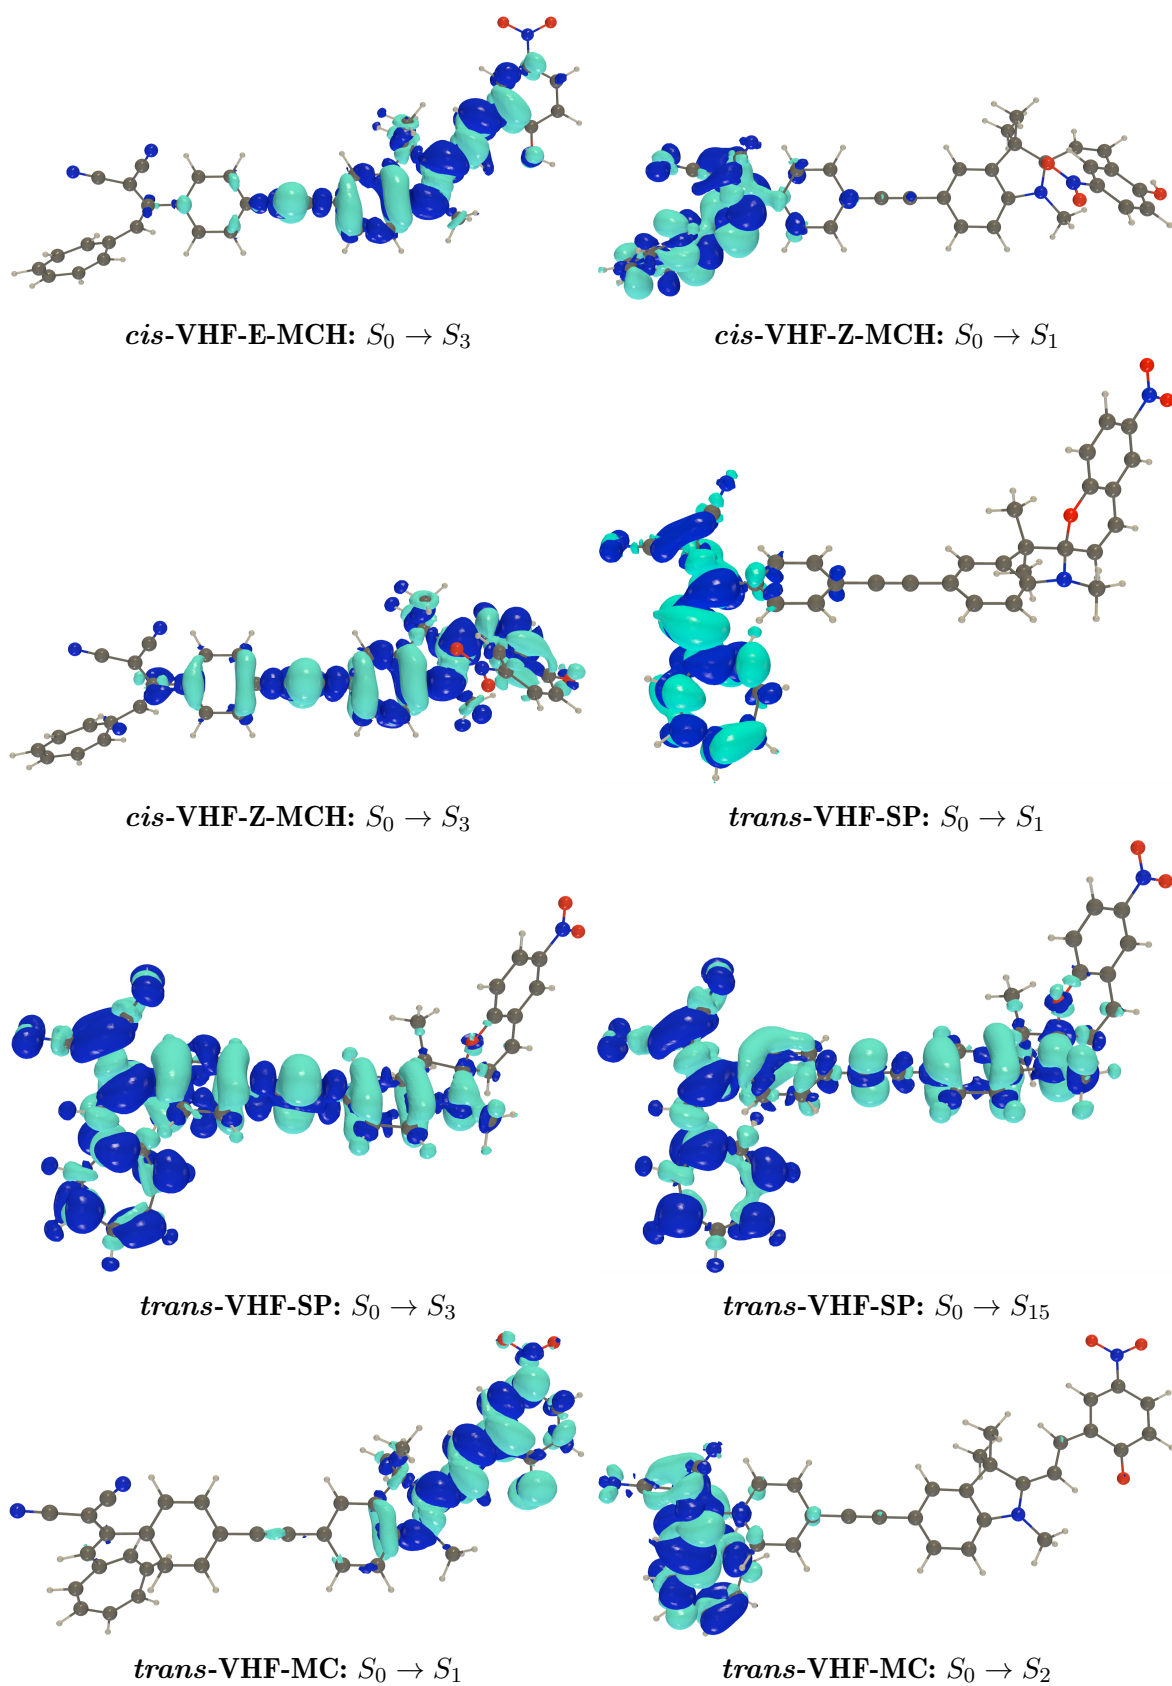 cis-VHF-E-MCH: S₀ → S₃
cis-VHF-Z-MCH: S₀ → S₁
cis-VHF-Z-MCH: S₀ → S₃
trans-VHF-SP: S₀ → S₁
trans-VHF-SP: S₀ → S₃
trans-VHF-SP: S₀ → S₁₅
trans-VHF-MC: S₀ → S₁
trans-VHF-MC: S₀ → S₂